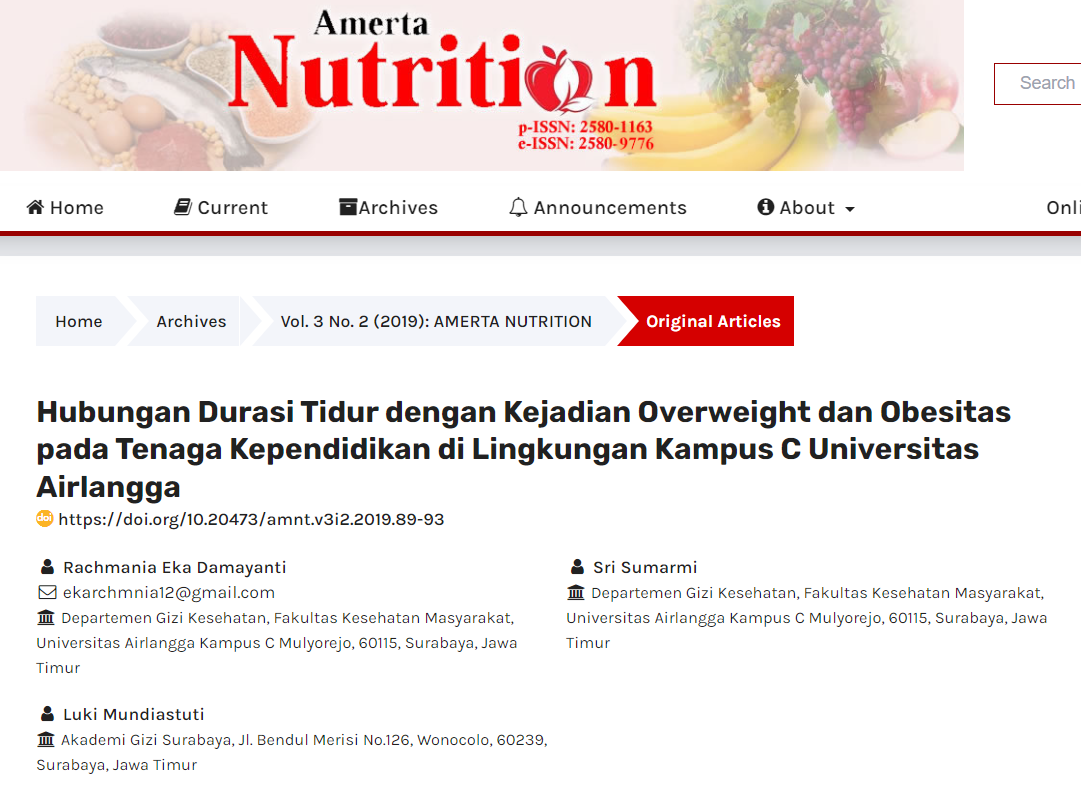 Amerta
Nutrition
p-ISSN: 2580-1163
e-ISSN: 2580-9776
Search
Home
Current
Archives
Announcements
About
Home
Archives
Vol. 3 No. 2 (2019): AMERTA NUTRITION
Original Articles
Hubungan Durasi Tidur dengan Kejadian Overweight dan Obesitas
pada Tenaga Kependidikan di Lingkungan Kampus C Universitas
Airlangga
doi https://doi.org/10.20473/amnt.v3i2.2019.89-93
Rachmania Eka Damayanti
ekarchmnia12@gmail.com
Departemen Gizi Kesehatan, Fakultas Kesehatan Masyarakat,
Universitas Airlangga Kampus C Mulyorejo, 60115, Surabaya, Jawa
Timur
Sri Sumarmi
Departemen Gizi Kesehatan, Fakultas Kesehatan Masyarakat,
Universitas Airlangga Kampus C Mulyorejo, 60115, Surabaya, Jawa
Timur
Luki Mundiastuti
Akademi Gizi Surabaya, Jl. Bendul Merisi No.126, Wonocolo, 60239,
Surabaya, Jawa Timur